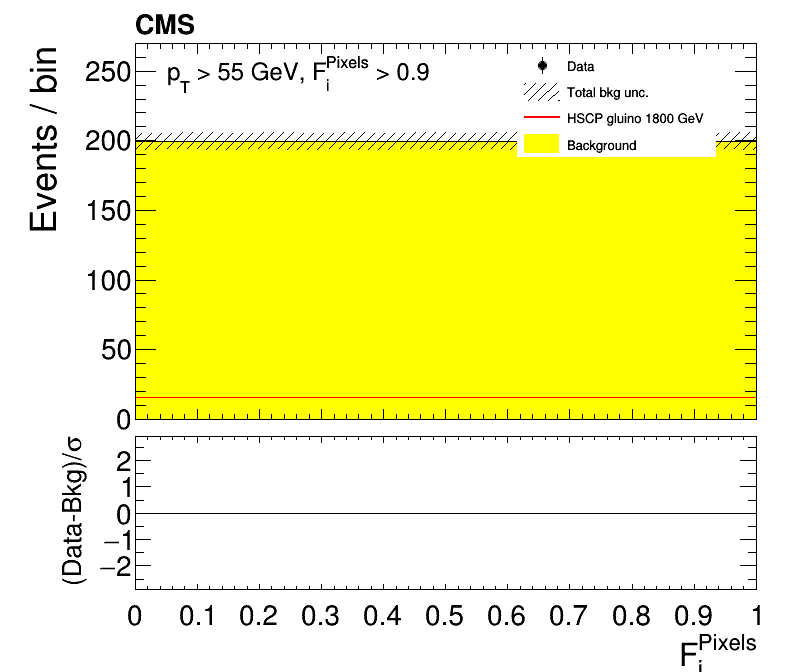 CMS
Events / bin
250
200
150
100
50
0
p_T > 55 GeV, F_i^Pixels > 0.9
Data
Total bkg unc.
HSCP gluino 1800 GeV
Background
(Data-Bkg)/σ
2
1
0
−1
−2
0 0.1 0.2 0.3 0.4 0.5 0.6 0.7 0.8 0.9 1
F_i^Pixels